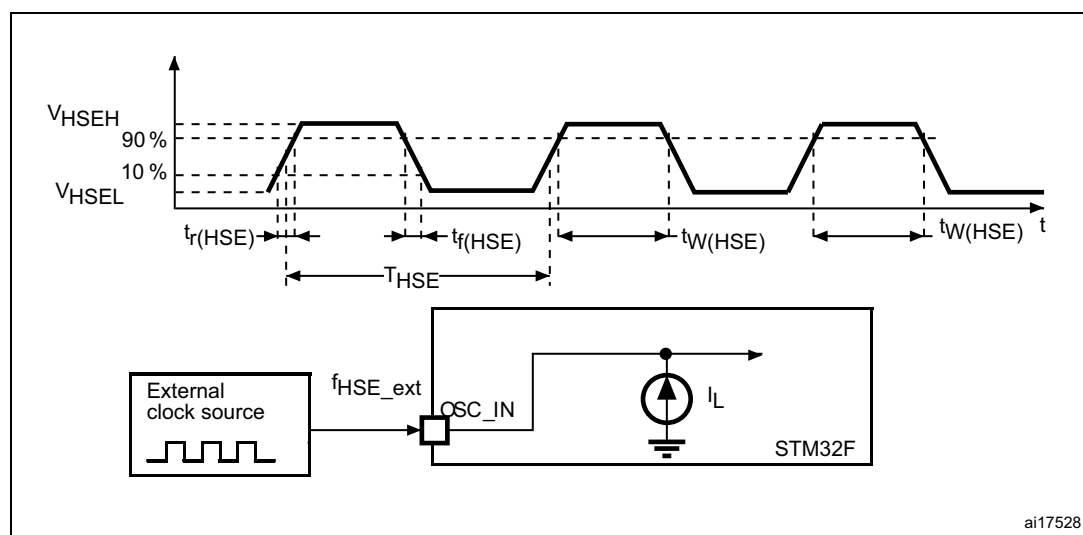 VHSEH
90 %
10 %
VHSEL
tr(HSE)
tf(HSE)
tW(HSE)
tW(HSE)
t
THSE
External
clock source
fHSE_ext
OSC_IN
IL
STM32F
ai17528